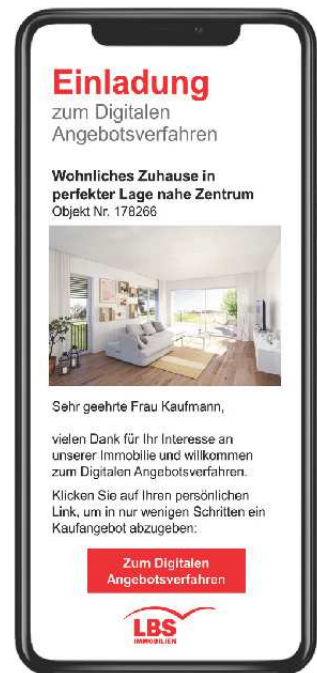 Einladung
zum Digitalen
Angebotsverfahren
Wohnliches Zuhause in
perfekter Lage nahe Zentrum
Objekt Nr. 178266
Sehr geehrte Frau Kaufmann,
vielen Dank für Ihr Interesse an
unserer Immobilie und willkommen
zum Digitalen Angebotsverfahren.
Klicken Sie auf Ihren persönlichen
Link, um in nur wenigen Schritten ein
Kaufangebot abzugeben:
Zum Digitalen
Angebotsverfahren
LBS
IMMOBILIEN